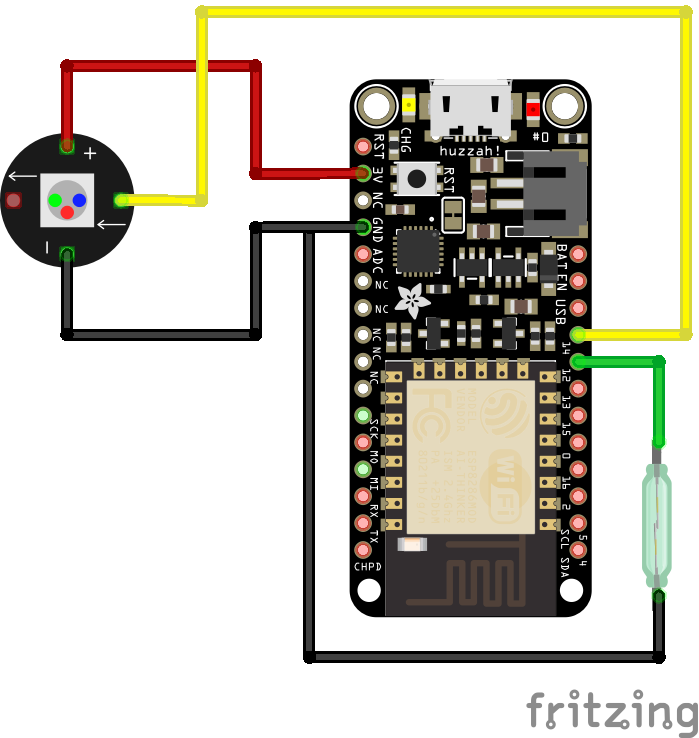 +
−
huzzah!
CHG
#0
RST
3V
NC
GND
ADC
NC
NC
NC
NC
NC
SCK
MO
MI
RX
TX
CHPD
RST
BAT
EN
USB
14
12
13
15
0
16
2
5
SCL
4
SDA
FC
WiFi
fritzing